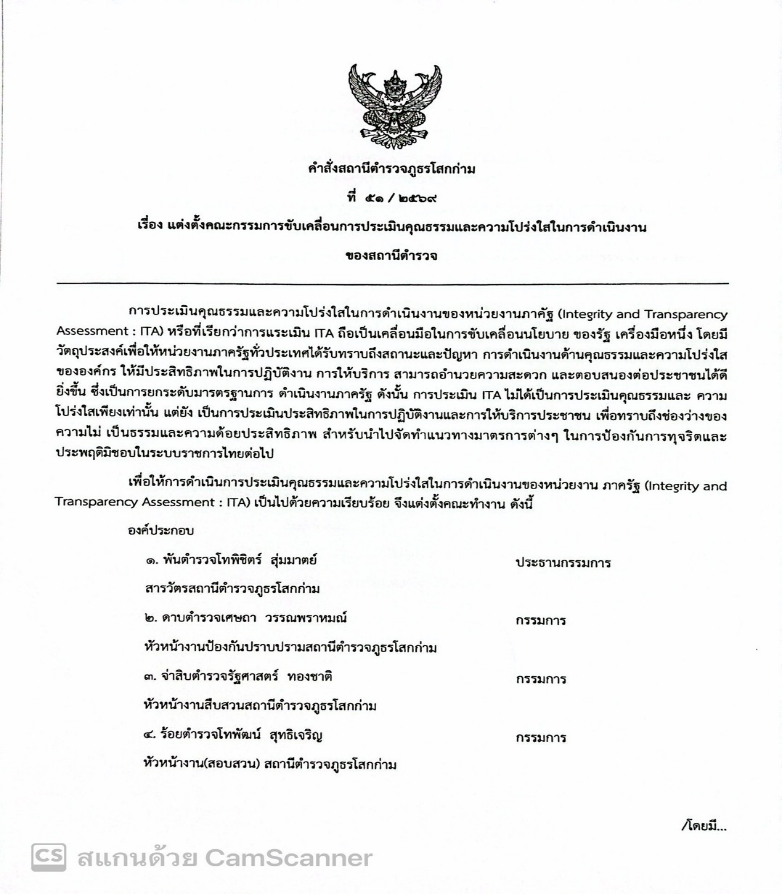 คำสั่งสถานีตำรวจภูธรโสกก่าม
ที่ ๕๑ / ๒๕๖๙
เรื่อง แต่งตั้งคณะกรรมการขับเคลื่อนการประเมินคุณธรรมและความโปร่งใสในการดำเนินงาน
ของสถานีตำรวจ
การประเมินคุณธรรมและความโปร่งใสในการดำเนินงานของหน่วยงานภาครัฐ (Integrity and Transparency
Assessment : ITA) หรือที่เรียกว่าการแระเมิน ITA ถือเป็นเคลื่อนมือในการขับเคลื่อนนโยบาย ของรัฐ เครื่องมือหนึ่ง โดยมี
วัตถุประสงค์เพื่อให้หน่วยงานภาครัฐทั่วประเทศได้รับทราบถึงสถานะและปัญหา การดำเนินงานด้านคุณธรรมและความโปร่งใส
ขององค์กร ให้มีประสิทธิภาพในการปฏิบัติงาน การให้บริการ สามารถอำนวยความสะดวก และตอบสนองต่อประชาชนได้ดี
ยิ่งขึ้น ซึ่งเป็นการยกระดับมาตรฐานการ ดำเนินงานภาครัฐ ดังนั้น การประเมิน ITA ไม่ได้เป็นการประเมินคุณธรรมและ ความ
โปร่งใสเพียงเท่านั้น แต่ยัง เป็นการประเมินประสิทธิภาพในการปฏิบัติงานและการให้บริการประชาชน เพื่อทราบถึงช่องว่างของ
ความไม่ เป็นธรรมและความด้อยประสิทธิภาพ สำหรับนำไปจัดทำแนวทางมาตรการต่างๆ ในการป้องกันการทุจริตและ
ประพฤติมิชอบในระบบราชการไทยต่อไป
เพื่อให้การดำเนินการประเมินคุณธรรมและความโปร่งใสในการดำเนินงานของหน่วยงาน ภาครัฐ (Integrity and
Transparency Assessment : ITA) เป็นไปด้วยความเรียบร้อย จึงแต่งตั้งคณะทำงาน ดังนี้
องค์ประกอบ
๑. พันตำรวจโทพิชิตร์ สุ่มมาตย์ ประธานกรรมการ
สารวัตรสถานีตำรวจภูธรโสกก่าม
๒. ดาบตำรวจเศษถา วรรณพราหมณ์ กรรมการ
หัวหน้างานป้องกันปราบปรามสถานีตำรวจภูธรโสกก่าม
๓. จ่าสิบตำรวจรัฐศาสตร์ ทองชาติ กรรมการ
หัวหน้างานสืบสวนสถานีตำรวจภูธรโสกก่าม
๔. ร้อยตำรวจโทพัฒน์ สุทธิเจริญ กรรมการ
หัวหน้างาน(สอบสวน) สถานีตำรวจภูธรโสกก่าม
/โดยมี...
CS สแกนด้วย CamScanner